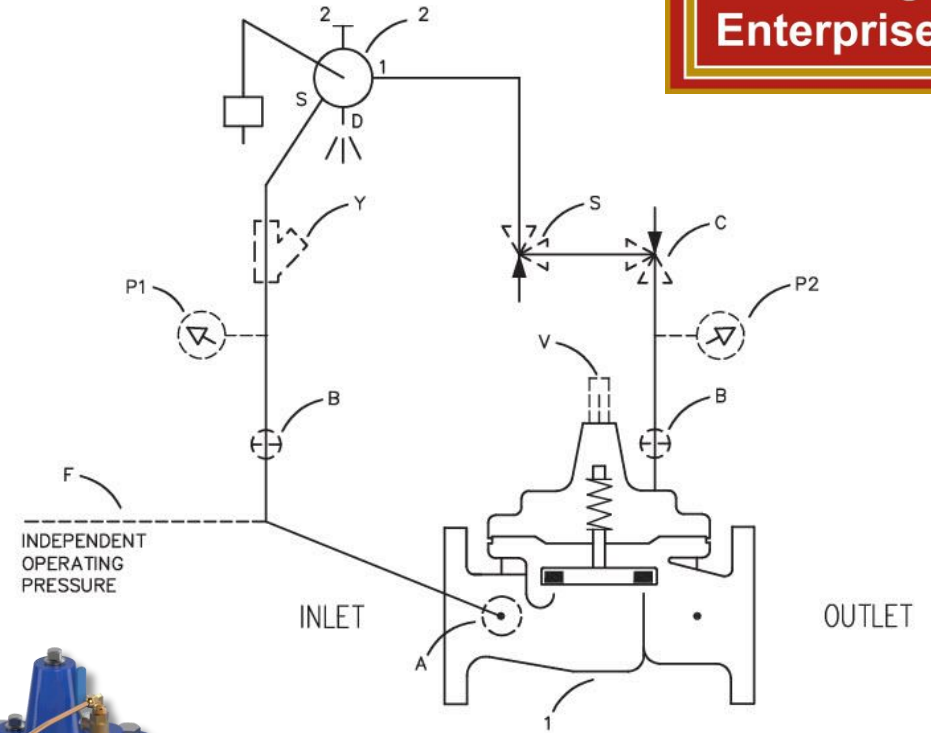 Enterprise
2
2
1
S
D
Y
S
C
P1
P2
V
B
B
F
INDEPENDENT
OPERATING
PRESSURE
INLET
OUTLET
A
1